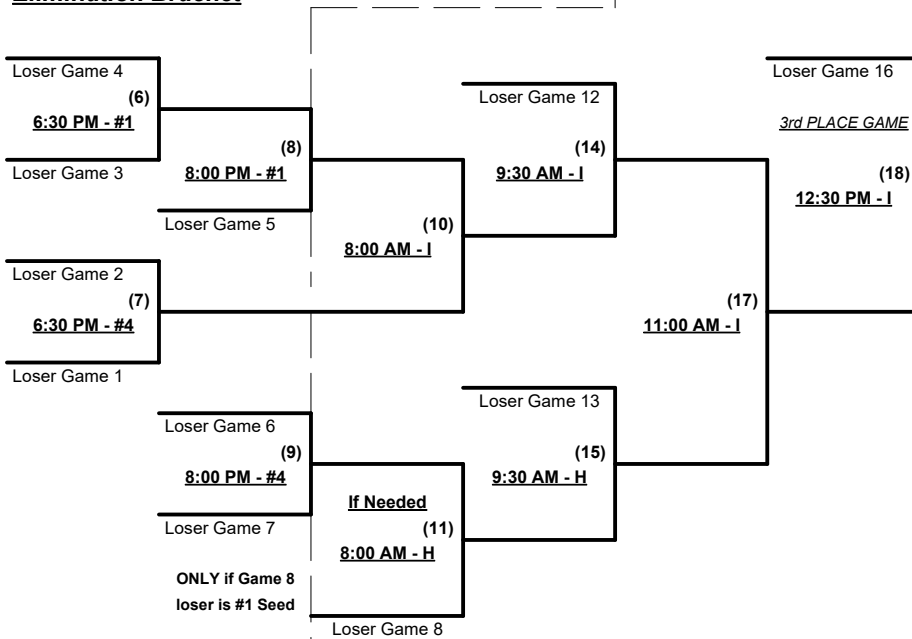 Loser Game 4
(6)
6:30 PM - #1
Loser Game 3
(8)
8:00 PM - #1
Loser Game 5
Loser Game 2
(7)
6:30 PM - #4
Loser Game 1
(10)
8:00 AM - I
Loser Game 12
(14)
9:30 AM - I
Loser Game 16
3rd PLACE GAME
(18)
12:30 PM - I
(17)
11:00 AM - I
Loser Game 6
(9)
8:00 PM - #4
Loser Game 7
If Needed
(11)
8:00 AM - H
Loser Game 13
(15)
9:30 AM - H
ONLY if Game 8
loser is #1 Seed
Loser Game 8